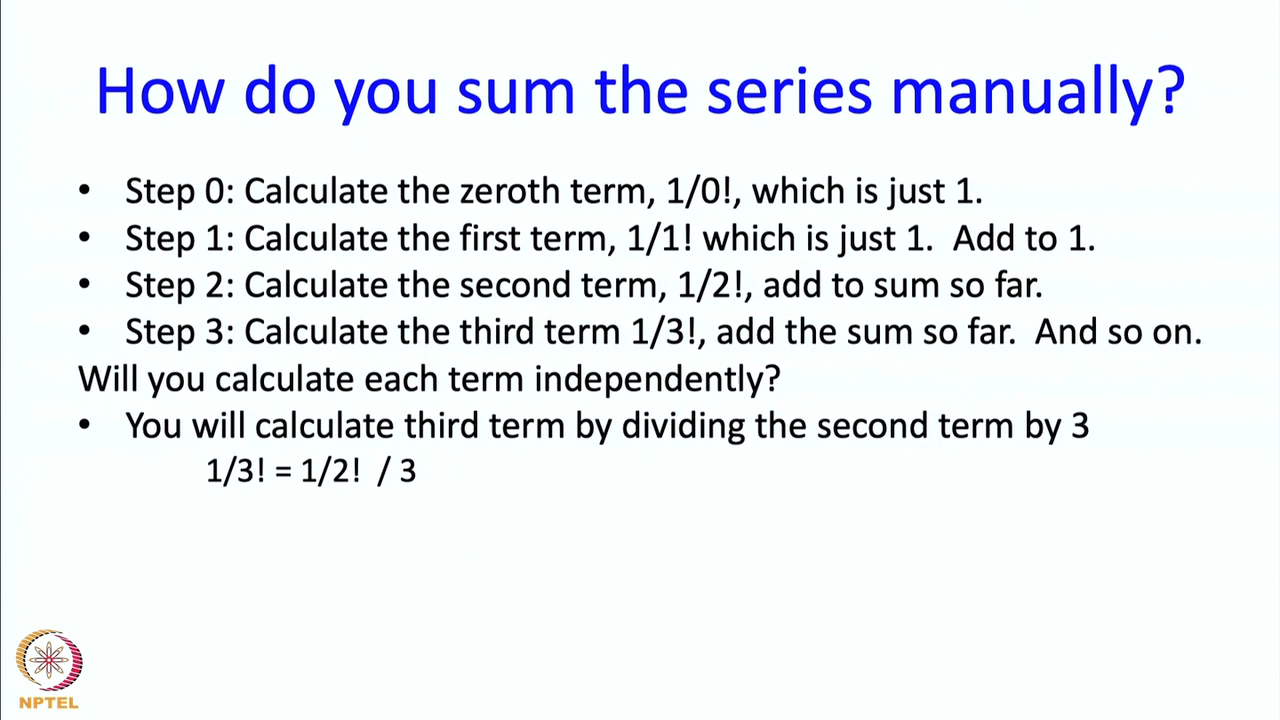 How do you sum the series manually?
• Step 0: Calculate the zeroth term, 1/0!, which is just 1.
• Step 1: Calculate the first term, 1/1! which is just 1. Add to 1.
• Step 2: Calculate the second term, 1/2!, add to sum so far.
• Step 3: Calculate the third term 1/3!, add the sum so far. And so on.
Will you calculate each term independently?
• You will calculate third term by dividing the second term by 3
1/3! = 1/2! / 3
NPTEL